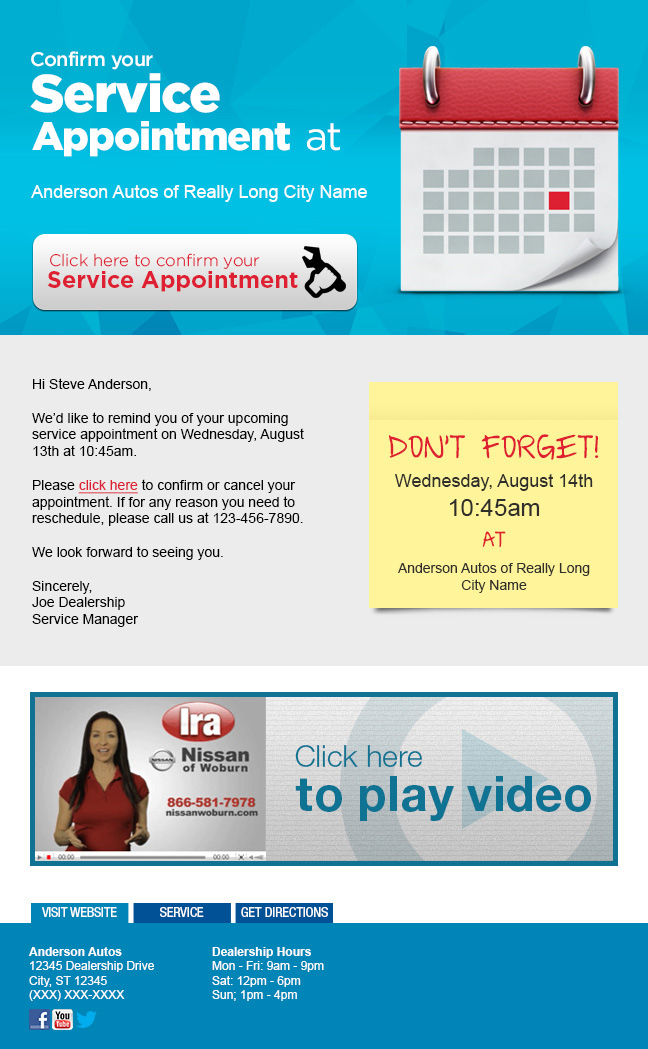 Confirm your
Service
Appointment at
Anderson Autos of Really Long City Name
Click here to confirm your
Service Appointment
Hi Steve Anderson,
We'd like to remind you of your upcoming
service appointment on Wednesday, August
13th at 10:45am.
Please click here to confirm or cancel your
appointment. If for any reason you need to
reschedule, please call us at 123-456-7890.
We look forward to seeing you.
Sincerely,
Joe Dealership
Service Manager
DON'T FORGET!
Wednesday, August 14th
10:45am
AT
Anderson Autos of Really Long
City Name
Ira
NISSAN
Nissan
of Woburn
866-581-7978
nissanwoburn.com
00:00 00:00
Click here
to play video
VISIT WEBSITE SERVICE GET DIRECTIONS
Anderson Autos
12345 Dealership Drive
City, ST 12345
(XXX) XXX-XXXX
Dealership Hours
Mon - Fri: 9am - 9pm
Sat: 12pm - 6pm
Sun; 1pm - 4pm
f You Tube